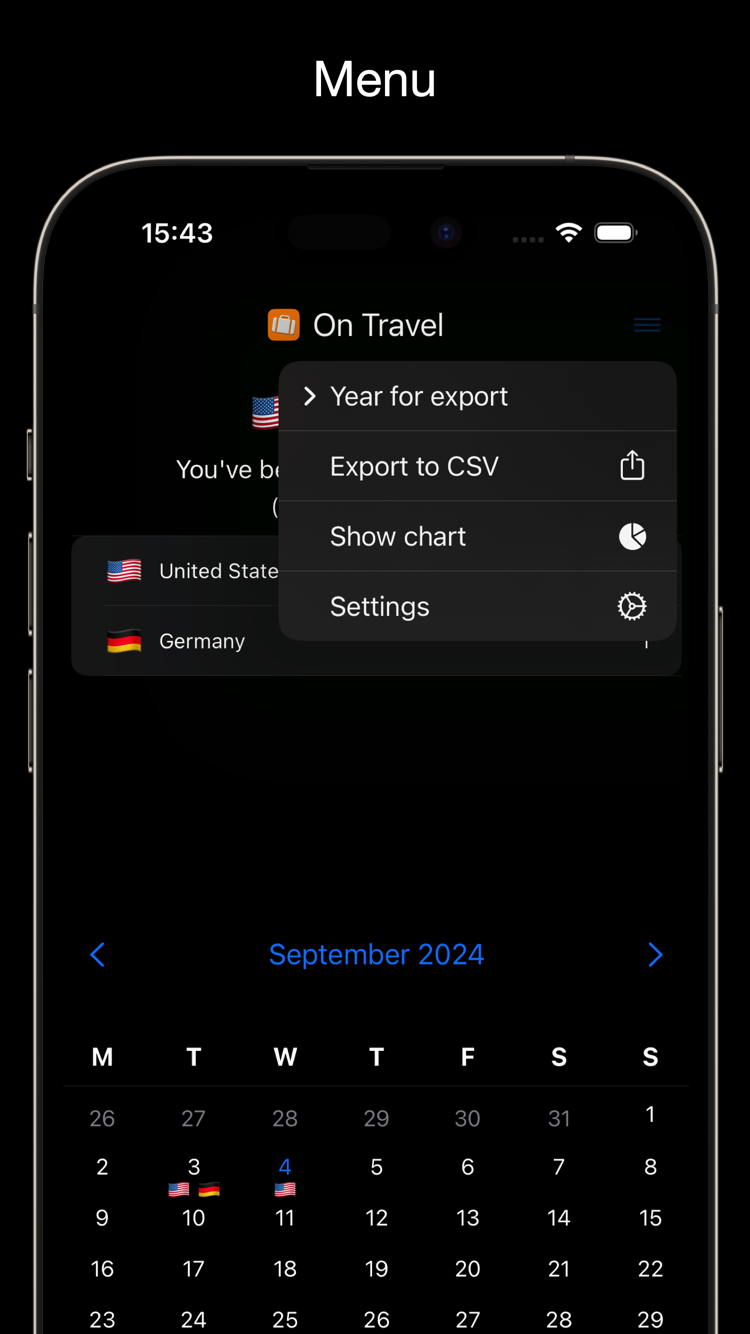 Menu
15:43
On Travel
Year for export
You've be
Export to CSV
(
Show chart
United State
Settings
Germany
September 2024
M T W T F S S
26 27 28 29 30 31 1
2 3 4 5 6 7 8
9 10 11 12 13 14 15
16 17 18 19 20 21 22
23 24 25 26 27 28 29